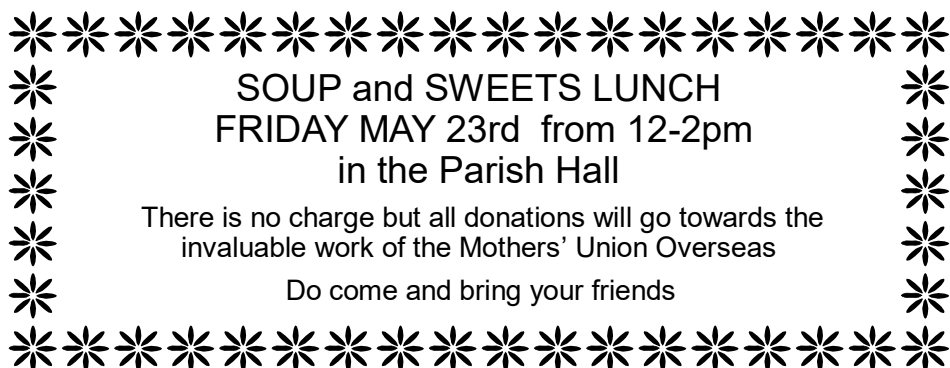 SOUP and SWEETS LUNCH
FRIDAY MAY 23rd  from 12-2pm
in the Parish Hall
There is no charge but all donations will go towards the
invaluable work of the Mothers’ Union Overseas
Do come and bring your friends